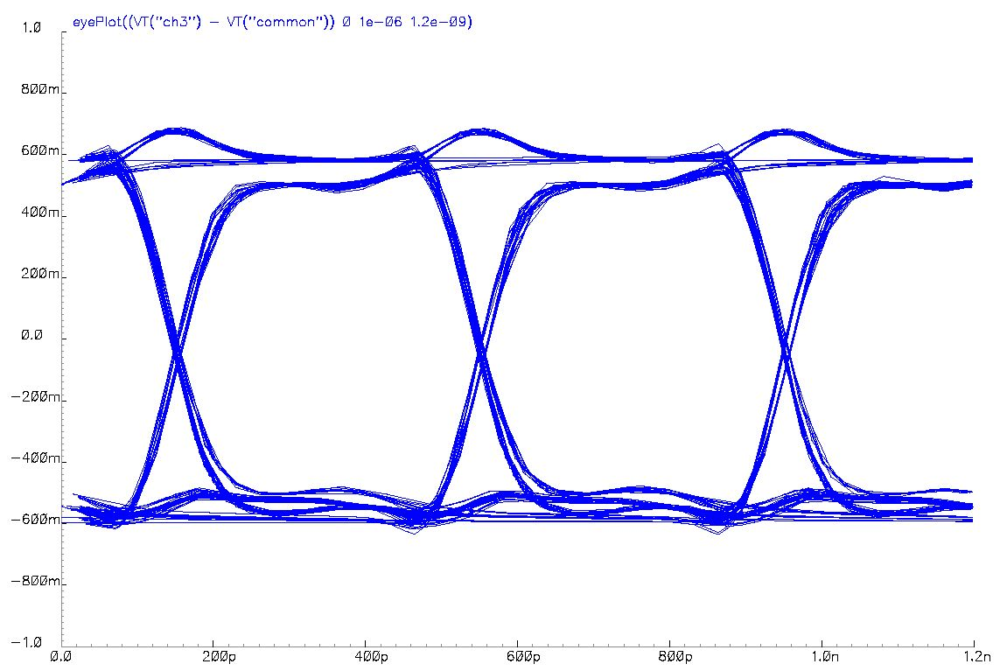 eyePlot((VT("ch3") - VT("common")) 0 1e-06 1.2e-09)
1.0
800m
600m
400m
200m
0.0
-200m
-400m
-600m
-800m
-1.0
0.0 200p 400p 600p 800p 1.0n 1.2n